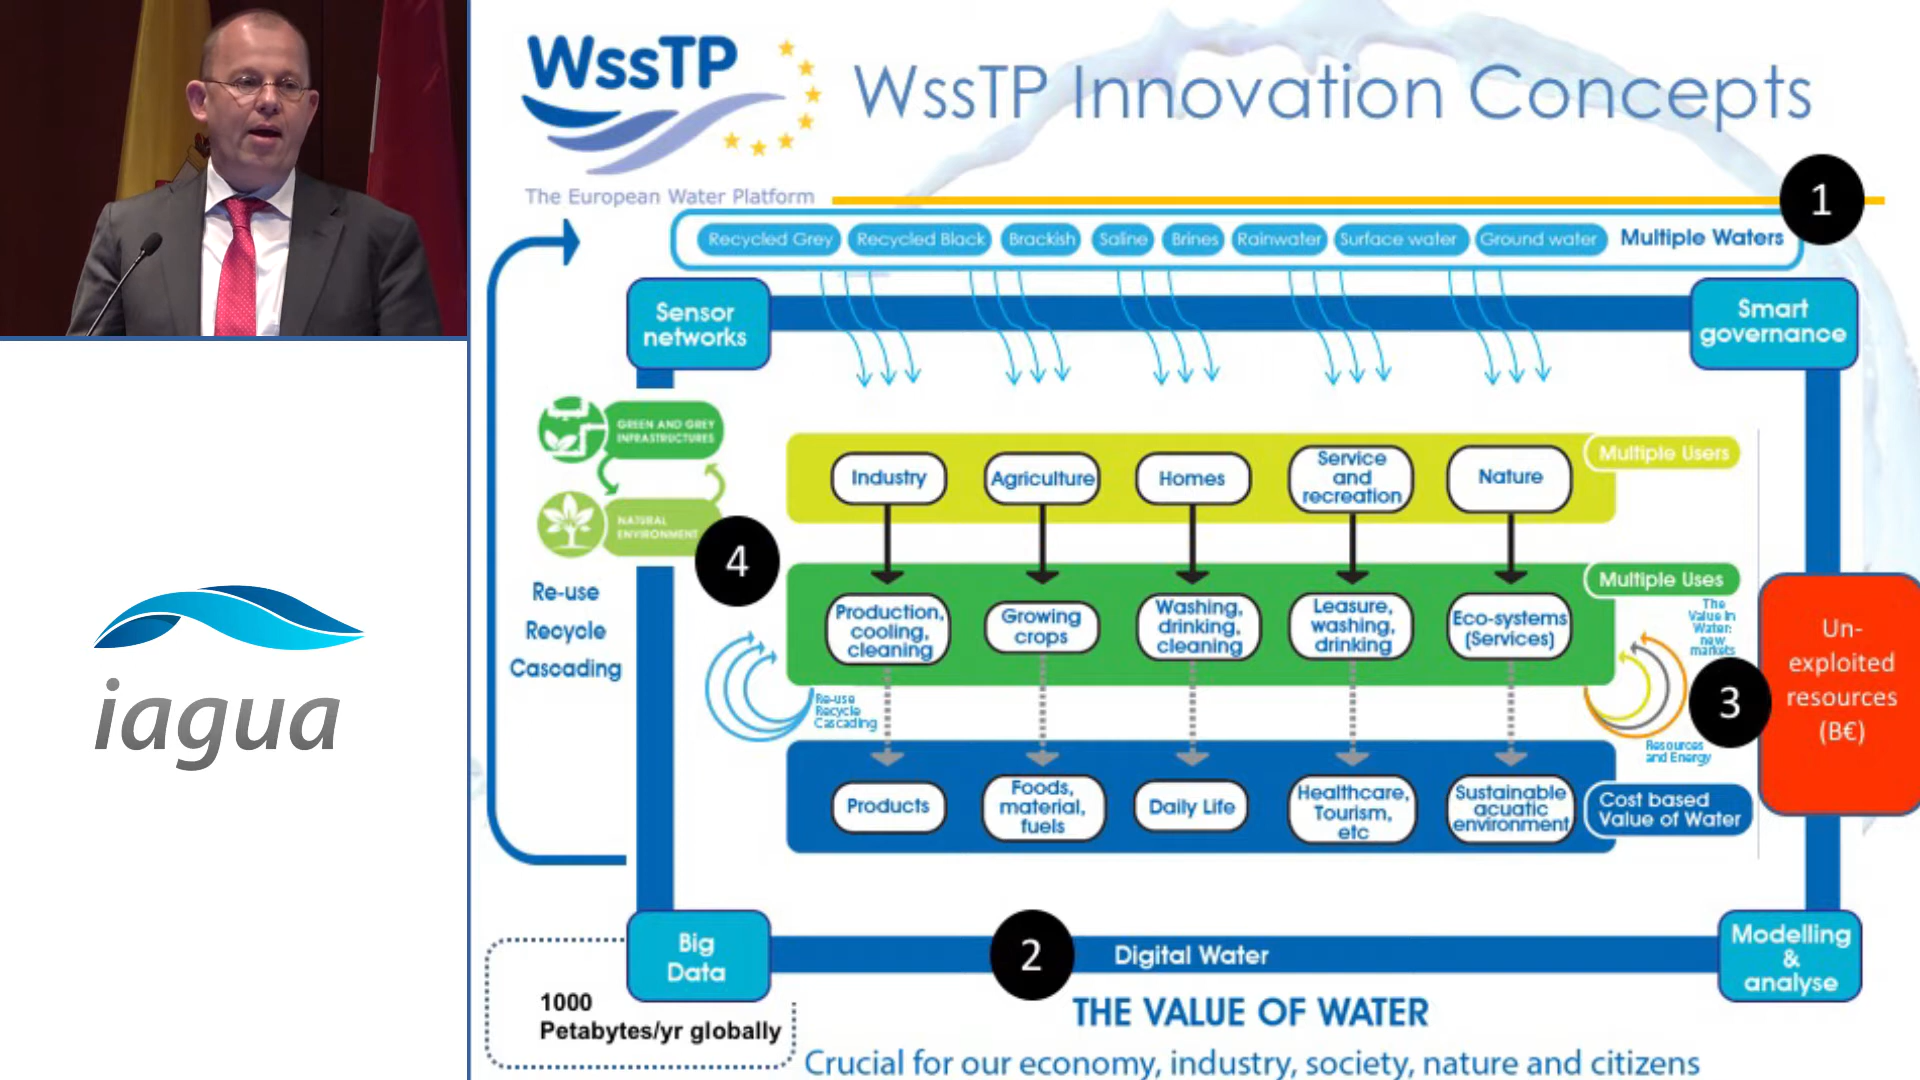 WssTP
The European Water Platform
WssTP Innovation Concepts
1
Recycled Grey
Recycled Black
Brackish
Saline
Brines
Rainwater
Surface water
Ground water
Multiple Waters
Sensor
networks
Smart
governance
GREEN AND GREY
INFRASTRUCTURES
NATURAL
ENVIRONMENT
4
Re-use
Recycle
Cascading
Industry
Agriculture
Homes
Service
and
recreation
Nature
Multiple Users
Multiple Uses
Production,
cooling,
cleaning
Growing
crops
Washing,
drinking,
cleaning
Leasure,
washing,
drinking
Eco-systems
(Services)
The
Value in
Water:
new
markets
3
Un-
exploited
resources
(B€)
Re-use
Recycle
Cascading
Resources
and Energy
Products
Foods,
material,
fuels
Daily Life
Healthcare,
Tourism,
etc
Sustainable
acuatic
environment
Cost based
Value of Water
iagua
Big
Data
2
Digital Water
Modelling
&
analyse
1000
Petabytes/yr globally
THE VALUE OF WATER
Crucial for our economy, industry, society, nature and citizens